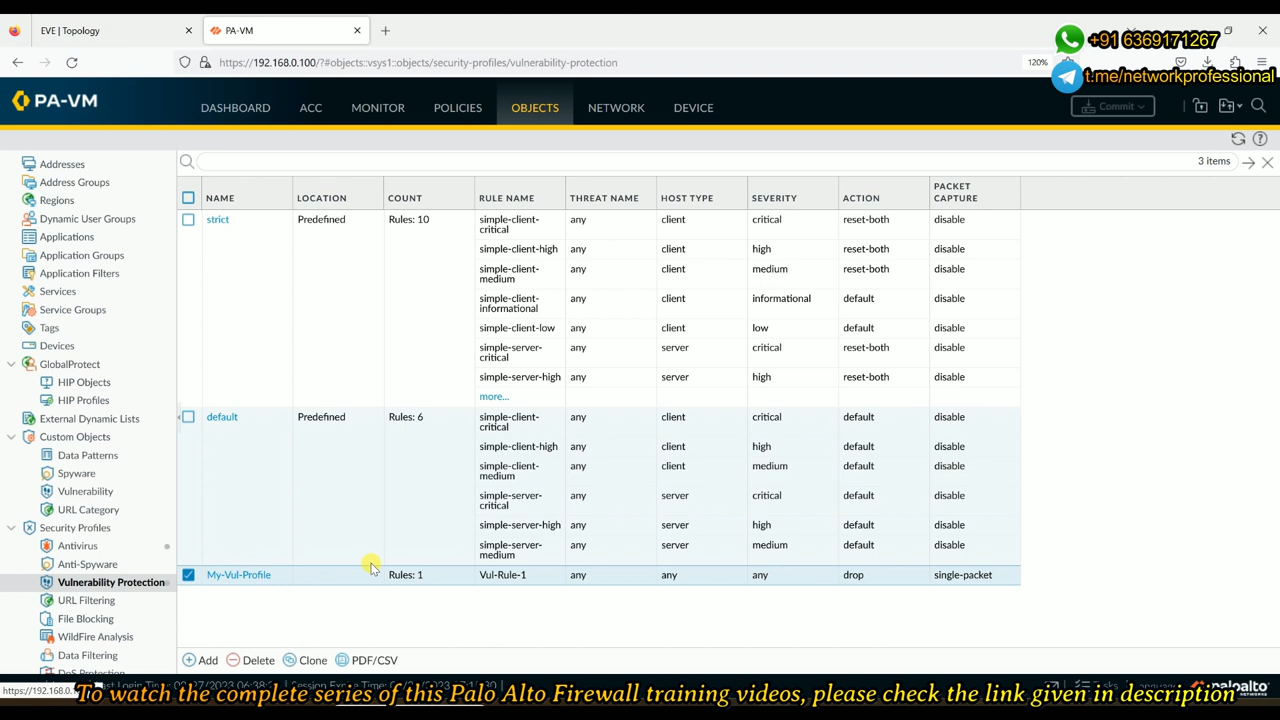 EVE | Topology
PA-VM
+91 6369171267
https://192.168.0.100/?#objects::vsys1::objects/security-profiles/vulnerability-protection
120%
t.me/networkprofessional
PA-VM
DASHBOARD
ACC
MONITOR
POLICIES
OBJECTS
NETWORK
DEVICE
Commit
Addresses
Address Groups
Regions
Dynamic User Groups
Applications
Application Groups
Application Filters
Services
Service Groups
Tags
Devices
GlobalProtect
HIP Objects
HIP Profiles
External Dynamic Lists
Custom Objects
Data Patterns
Spyware
Vulnerability
URL Category
Security Profiles
Antivirus
Anti-Spyware
Vulnerability Protection
URL Filtering
File Blocking
WildFire Analysis
Data Filtering
DoS Protection
3 items
NAME LOCATION COUNT RULE NAME THREAT NAME HOST TYPE SEVERITY ACTION PACKET CAPTURE
strict Predefined Rules: 10 simple-client-critical any client critical reset-both disable
simple-client-high any client high reset-both disable
simple-client-medium any client medium reset-both disable
simple-client-informational any client informational default disable
simple-client-low any client low default disable
simple-server-critical any server critical reset-both disable
simple-server-high any server high reset-both disable
more...
default Predefined Rules: 6 simple-client-critical any client critical default disable
simple-client-high any client high default disable
simple-client-medium any client medium default disable
simple-server-critical any server critical default disable
simple-server-high any server high default disable
simple-server-medium any server medium default disable
My-Vul-Profile Rules: 1 Vul-Rule-1 any any any drop single-packet
Add
Delete
Clone
PDF/CSV
https://192.168.0.
To watch the complete series of this Palo Alto Firewall training videos, please check the link given in description